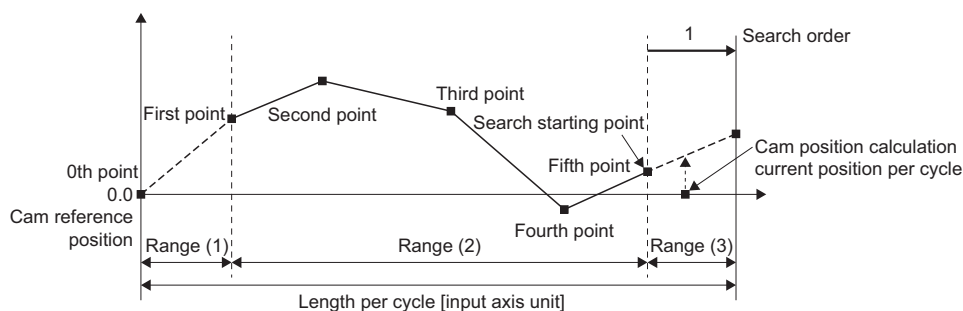 1
Search order
Third point
First point
Second point
Search starting point
Fifth point
Cam position calculation
current position per cycle
0th point
0.0
Cam reference
position
Fourth point
Range (1)
Range (2)
Range (3)
Length per cycle [input axis unit]